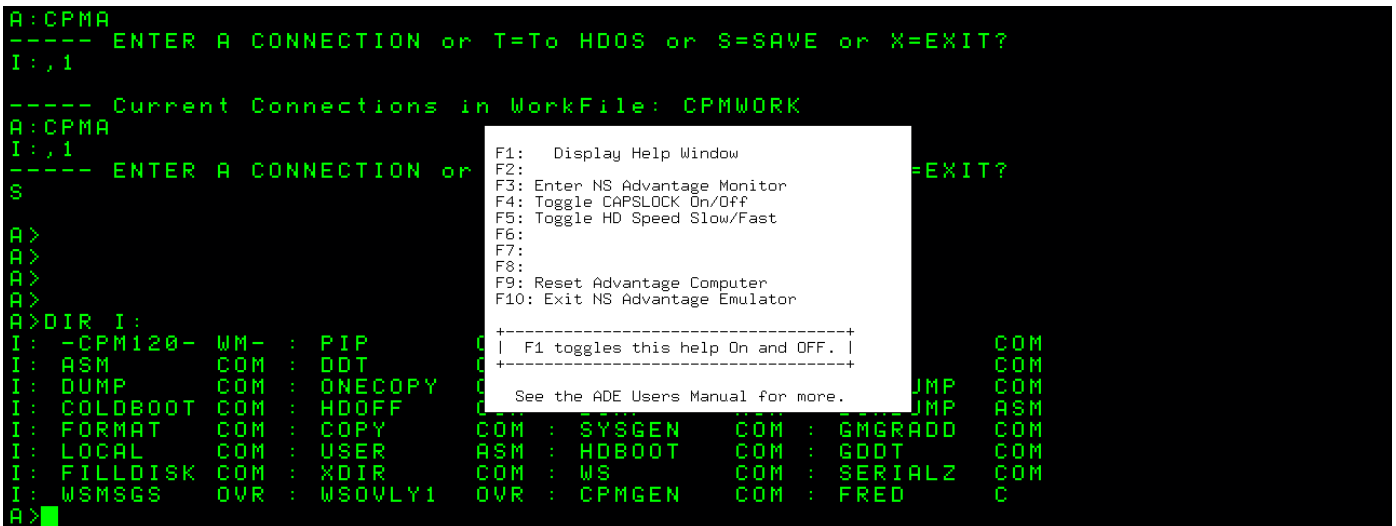 A:CPMA
----- ENTER A CONNECTION or T=To HDOS or S=SAVE or X=EXIT?
I:,1
----- Current Connections in WorkFile: CPMWORK
A:CPMA
I:,1
----- ENTER A CONNECTION or =EXIT?
S
A>
A>
A>
A>
A>DIR I:
I: -CPM120- WM- : PIP COM
I: ASM COM : DDT COM
I: DUMP COM : ONECOPY UMP COM
I: COLDBOOT COM : HDOFF UMP ASM
I: FORMAT COM : COPY COM : SYSGEN COM : GMGRADD COM
I: LOCAL COM : USER ASM : HDBOOT COM : GDDT COM
I: FILLDISK COM : XDIR COM : WS COM : SERIALZ COM
I: WSMSGS OVR : WSOVLY1 OVR : CPMGEN COM : FRED C
A>
F1: Display Help Window
F2:
F3: Enter NS Advantage Monitor
F4: Toggle CAPSLOCK On/Off
F5: Toggle HD Speed Slow/Fast
F6:
F7:
F8:
F9: Reset Advantage Computer
F10: Exit NS Advantage Emulator
+-----------------------------------+
| F1 toggles this help On and OFF. |
+-----------------------------------+
See the ADE Users Manual for more.